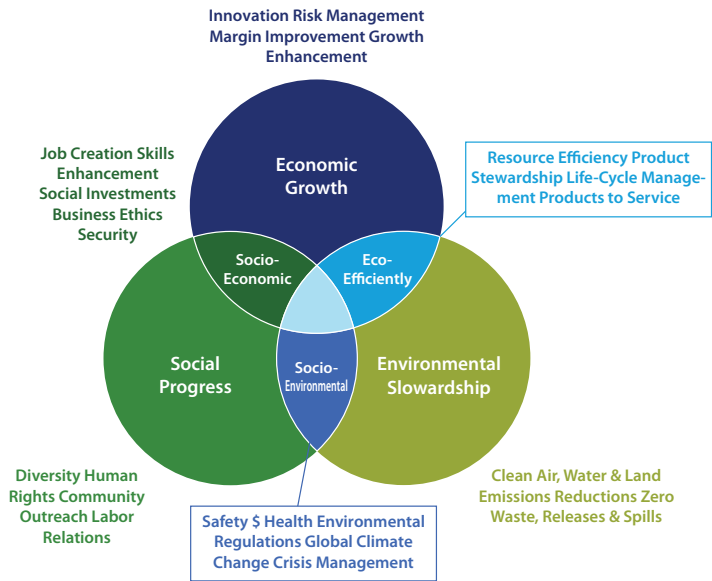 Innovation Risk Management
Margin Improvement Growth
Enhancement
Economic
Growth
Job Creation Skills
Enhancement
Social Investments
Business Ethics
Security
Resource Efficiency Product
Stewardship Life-Cycle Manage-
ment Products to Service
Socio-
Economic
Eco-
Efficiently
Social
Progress
Socio-
Environmental
Environmental
Slowardship
Diversity Human
Rights Community
Outreach Labor
Relations
Safety $ Health Environmental
Regulations Global Climate
Change Crisis Management
Clean Air, Water & Land
Emissions Reductions Zero
Waste, Releases & Spills